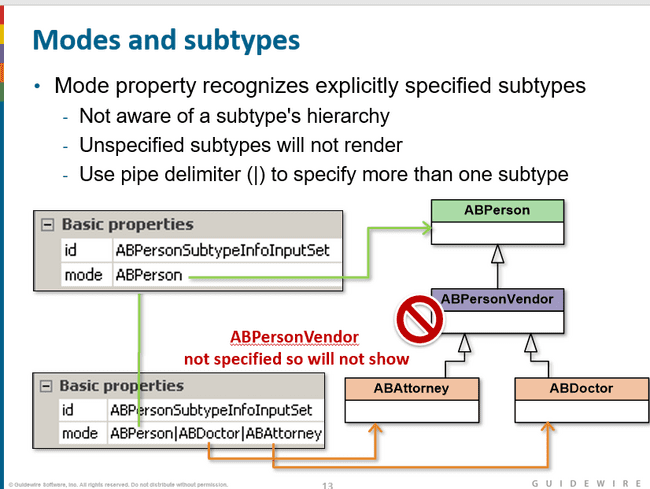 Modes and subtypes
• Mode property recognizes explicitly specified subtypes
- Not aware of a subtype's hierarchy
- Unspecified subtypes will not render
- Use pipe delimiter (|) to specify more than one subtype
Basic properties
id ABPersonSubtypeInfoInputSet
mode ABPerson
ABPerson
ABPersonVendor
ABPersonVendor
not specified so will not show
Basic properties
id ABPersonSubtypeInfoInputSet
mode ABPerson|ABDoctor|ABAttorney
ABAttorney
ABDoctor
© Guidewire Software, Inc. All rights reserved. Do not distribute without permission.
13
GUIDEWIRE